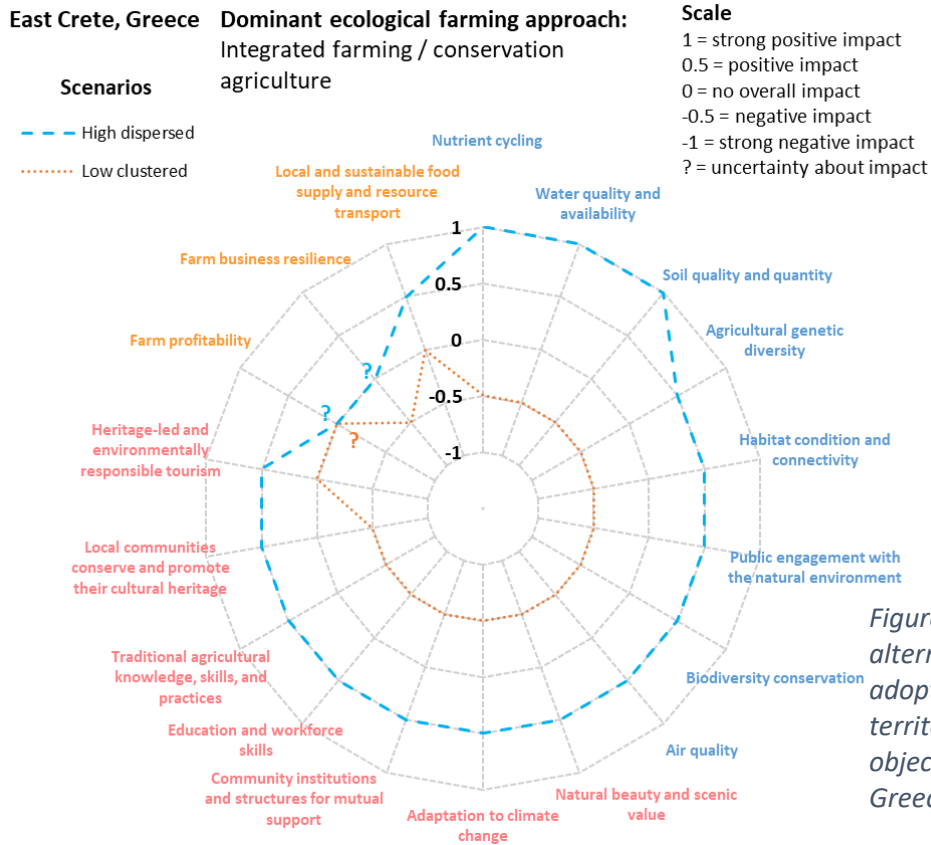 East Crete, Greece
Dominant ecological farming approach:
Integrated farming / conservation
agriculture
Scale
1 = strong positive impact
0.5 = positive impact
0 = no overall impact
-0.5 = negative impact
-1 = strong negative impact
? = uncertainty about impact
Scenarios
High dispersed
Low clustered
Nutrient cycling
Water quality and
availability
Soil quality and quantity
Agricultural genetic
diversity
Habitat condition and
connectivity
Public engagement with
the natural environment
Biodiversity conservation
Air quality
Natural beauty and scenic
value
Adaptation to climate
change
Community institutions
and structures for mutual
support
Education and workforce
skills
Traditional agricultural
knowledge, skills, and
practices
Local communities
conserve and promote
their cultural heritage
Heritage-led and
environmentally
responsible tourism
Farm profitability
Farm business resilience
Local and sustainable food
supply and resource
transport
1
0.5
0
-0.5
-1
?
?
?
Figure
altern
adopt
territo
object
Greec